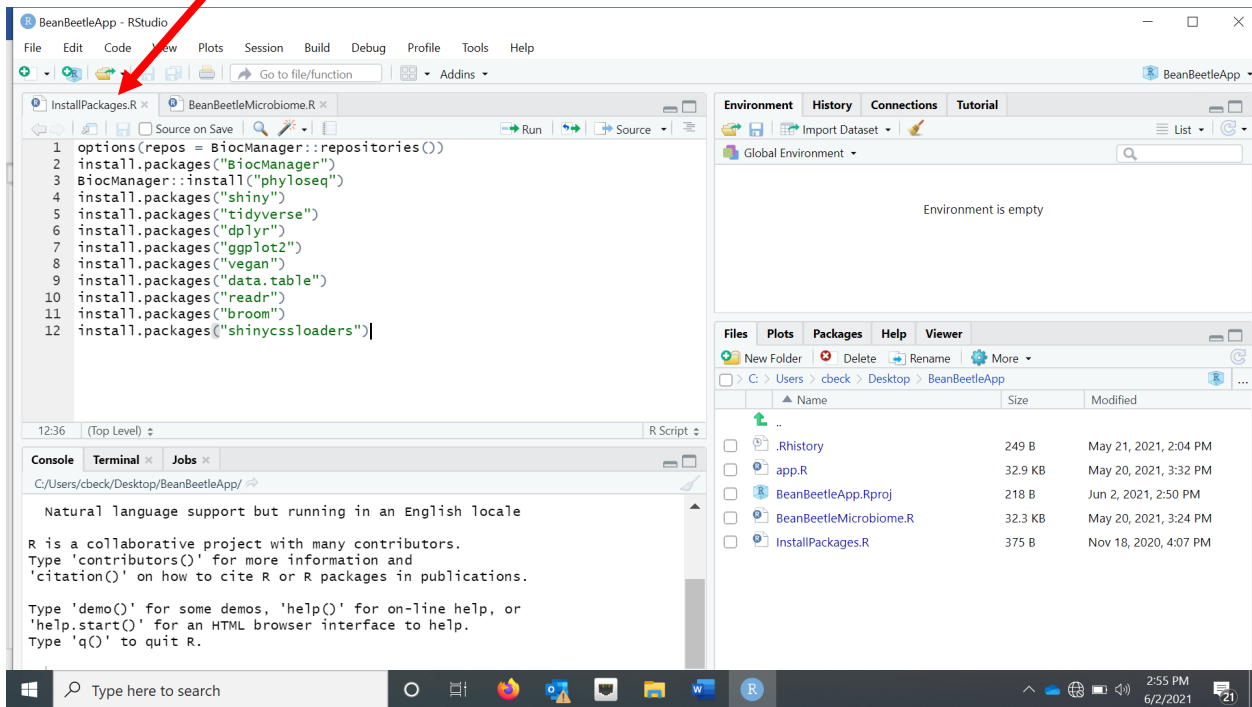 BeanBeetleApp - RStudio
File Edit Code View Plots Session Build Debug Profile Tools Help
Go to file/function Addins BeanBeetleApp
InstallPackages.R BeanBeetleMicrobiome.R
Source on Save Run Source
1 options(repos = BiocManager::repositories())
2 install.packages("BiocManager")
3 BiocManager::install("phyloseq")
4 install.packages("shiny")
5 install.packages("tidyverse")
6 install.packages("dplyr")
7 install.packages("ggplot2")
8 install.packages("vegan")
9 install.packages("data.table")
10 install.packages("readr")
11 install.packages("broom")
12 install.packages("shinycssloaders")
12:36 (Top Level) R Script
Console Terminal Jobs
C:/Users/cbeck/Desktop/BeanBeetleApp/
Natural language support but running in an English locale
R is a collaborative project with many contributors.
Type 'contributors()' for more information and
'citation()' on how to cite R or R packages in publications.
Type 'demo()' for some demos, 'help()' for on-line help, or
'help.start()' for an HTML browser interface to help.
Type 'q()' to quit R.
Environment History Connections Tutorial
Import Dataset List
Global Environment
Environment is empty
Files Plots Packages Help Viewer
New Folder Delete Rename More
C: > Users > cbeck > Desktop > BeanBeetleApp ...
Name Size Modified
..
.Rhistory 249 B May 21, 2021, 2:04 PM
app.R 32.9 KB May 20, 2021, 3:32 PM
BeanBeetleApp.Rproj 218 B Jun 2, 2021, 2:50 PM
BeanBeetleMicrobiome.R 32.3 KB May 20, 2021, 3:24 PM
InstallPackages.R 375 B Nov 18, 2020, 4:07 PM
Type here to search
2:55 PM
6/2/2021
21